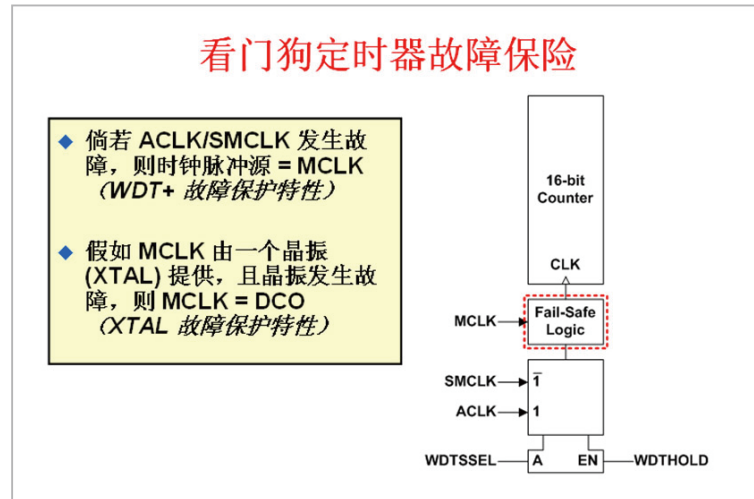 看门狗定时器故障保险
倘若 ACLK/SMCLK 发生故
障，则时钟脉冲源 = MCLK
（WDT+ 故障保护特性）
假如 MCLK 由一个晶振
(XTAL) 提供，且晶振发生故
障，则 MCLK = DCO
（XTAL 故障保护特性）
16-bit
Counter
CLK
MCLK
Fail-Safe
Logic
SMCLK
1̅
ACLK
1
WDTSSEL
A
EN
WDTHOLD